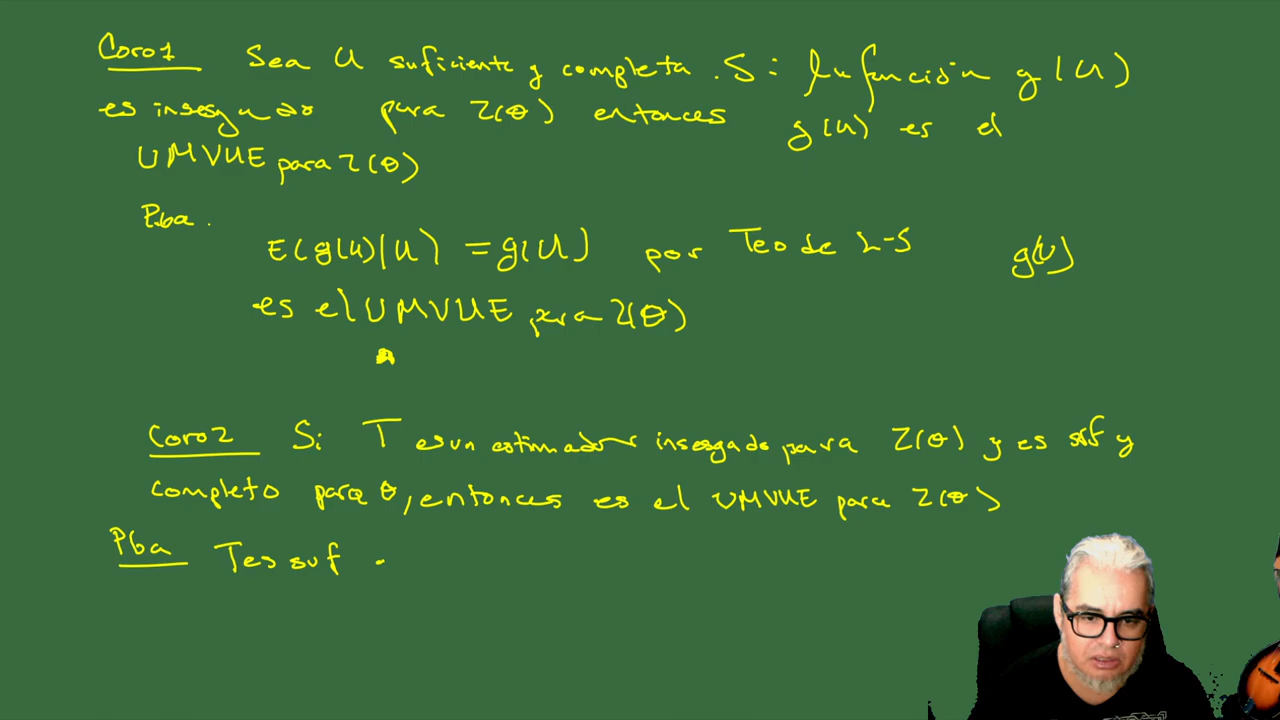 Coro1 Sea U suficiente y completa . Si la función g(U)
es insesgado para τ(θ) entonces g(u) es el
UMVUE para τ(θ)
Pba.
E(g(u)|U) = g(U) por Teo de L-S g(U)
es el UMVUE para τ(θ)
Coro2 Si T es un estimador insesgado para τ(θ) y es suf y
completo para θ, entonces es el UMVUE para τ(θ)
Pba T es suf